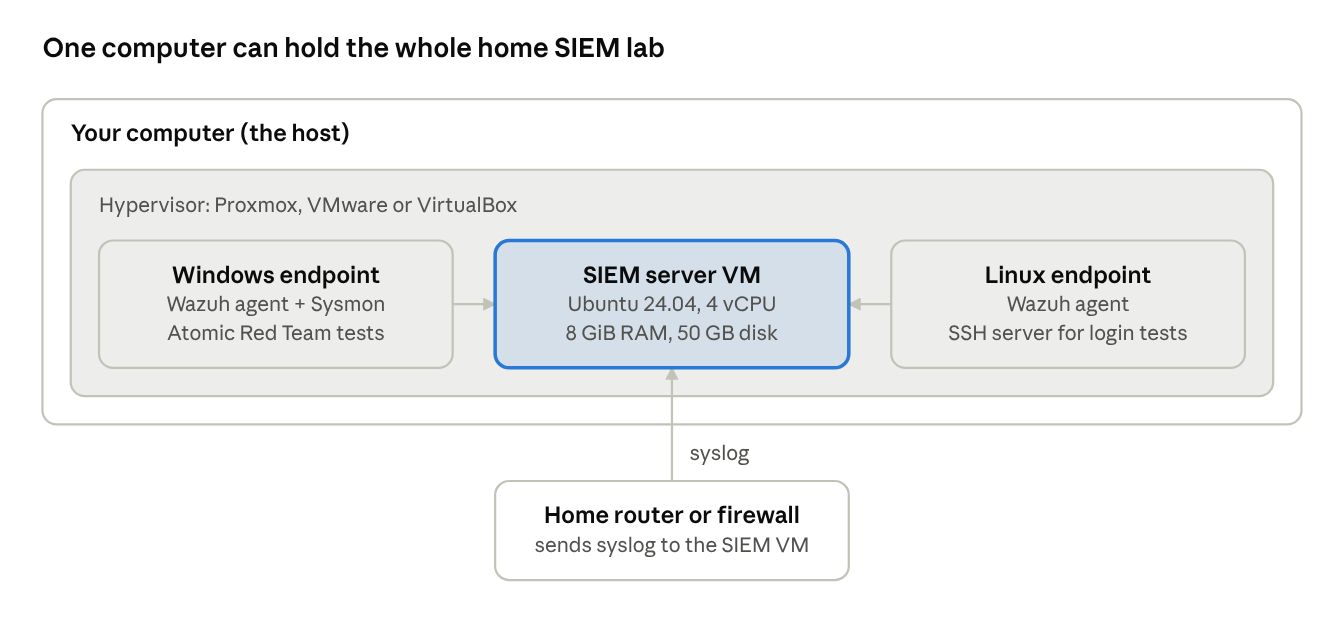 One computer can hold the whole home SIEM lab
Your computer (the host)
Hypervisor: Proxmox, VMware or VirtualBox
Windows endpoint
Wazuh agent + Sysmon
Atomic Red Team tests
SIEM server VM
Ubuntu 24.04, 4 vCPU
8 GiB RAM, 50 GB disk
Linux endpoint
Wazuh agent
SSH server for login tests
syslog
Home router or firewall
sends syslog to the SIEM VM